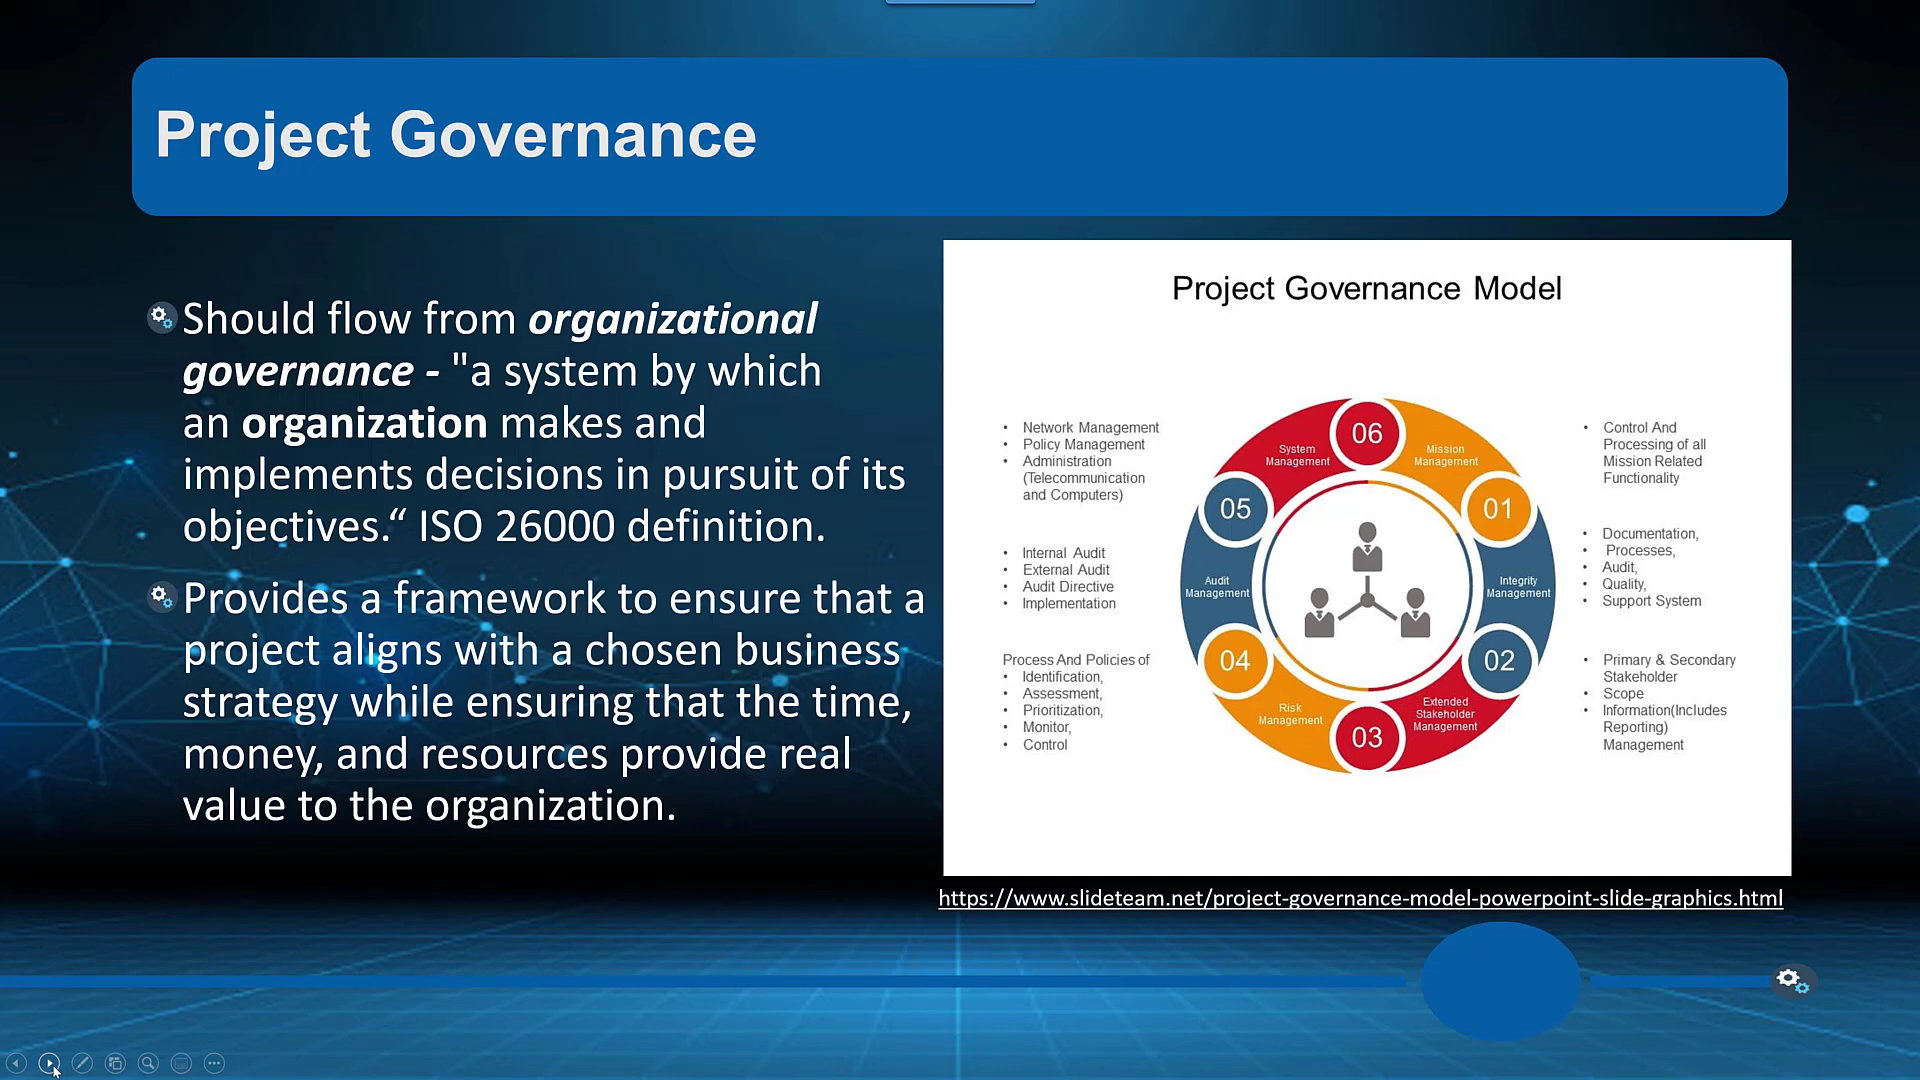 Project Governance
Should flow from organizational
governance - "a system by which
an organization makes and
implements decisions in pursuit of its
objectives.“ ISO 26000 definition.
Provides a framework to ensure that a
project aligns with a chosen business
strategy while ensuring that the time,
money, and resources provide real
value to the organization.
Project Governance Model
• Network Management
• Policy Management
• Administration
(Telecommunication
and Computers)
• Internal Audit
• External Audit
• Audit Directive
• Implementation
Process And Policies of
• Identification,
• Assessment,
• Prioritization,
• Monitor,
• Control
06
System
Management
Mission
Management
05
01
Audit
Management
Integrity
Management
04
02
Risk
Management
Extended
Stakeholder
Management
03
• Control And
Processing of all
Mission Related
Functionality
• Documentation,
• Processes,
• Audit,
• Quality,
• Support System
• Primary & Secondary
Stakeholder
• Scope
• Information(Includes
Reporting)
Management
https://www.slideteam.net/project-governance-model-powerpoint-slide-graphics.html